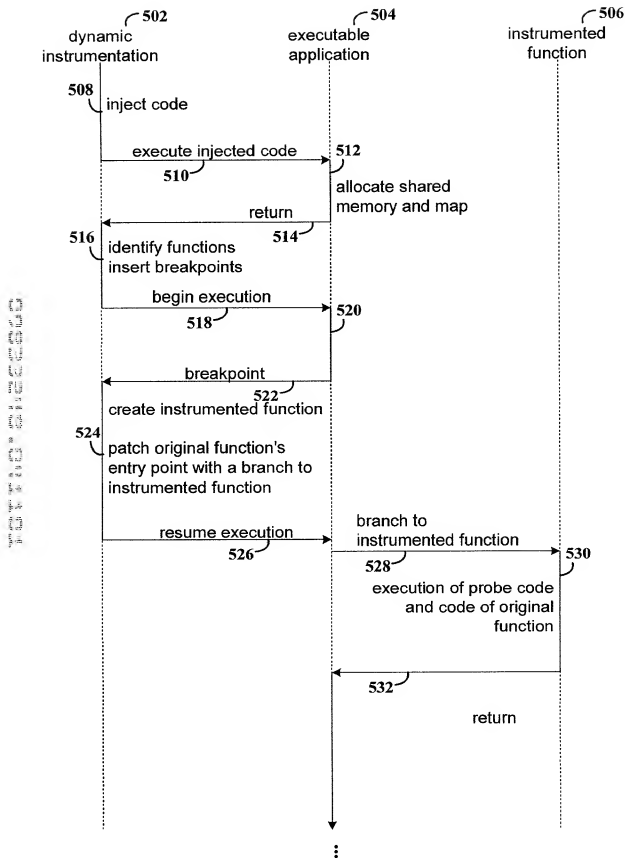 502
504
506
dynamic
instrumentation
executable
application
instrumented
function
508
inject code
execute injected code
510
512
allocate shared
memory and map
return
514
516
identify functions
insert breakpoints
begin execution
518
520
breakpoint
522
create instrumented function
524
patch original function's
entry point with a branch to
instrumented function
resume execution
526
branch to
instrumented function
528
530
execution of probe code
and code of original
function
532
return